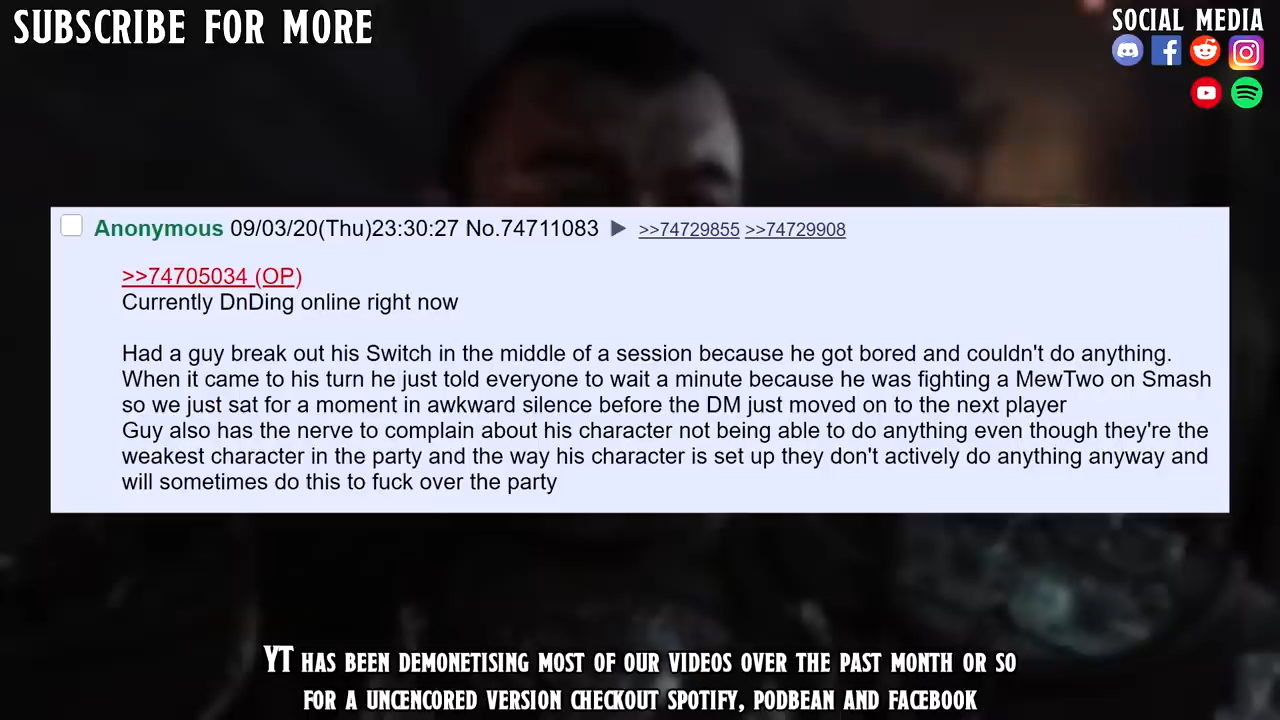 SUBSCRIBE FOR MORE
SOCIAL MEDIA
Anonymous 09/03/20(Thu)23:30:27 No.74711083 ▶ >>74729855 >>74729908
>>74705034 (OP)
Currently DnDing online right now
Had a guy break out his Switch in the middle of a session because he got bored and couldn't do anything.
When it came to his turn he just told everyone to wait a minute because he was fighting a MewTwo on Smash
so we just sat for a moment in awkward silence before the DM just moved on to the next player
Guy also has the nerve to complain about his character not being able to do anything even though they're the
weakest character in the party and the way his character is set up they don't actively do anything anyway and
will sometimes do this to fuck over the party
YT HAS BEEN DEMONETISING MOST OF OUR VIDEOS OVER THE PAST MONTH OR SO
FOR A UNCENCORED VERSION CHECKOUT SPOTIFY, PODBEAN AND FACEBOOK